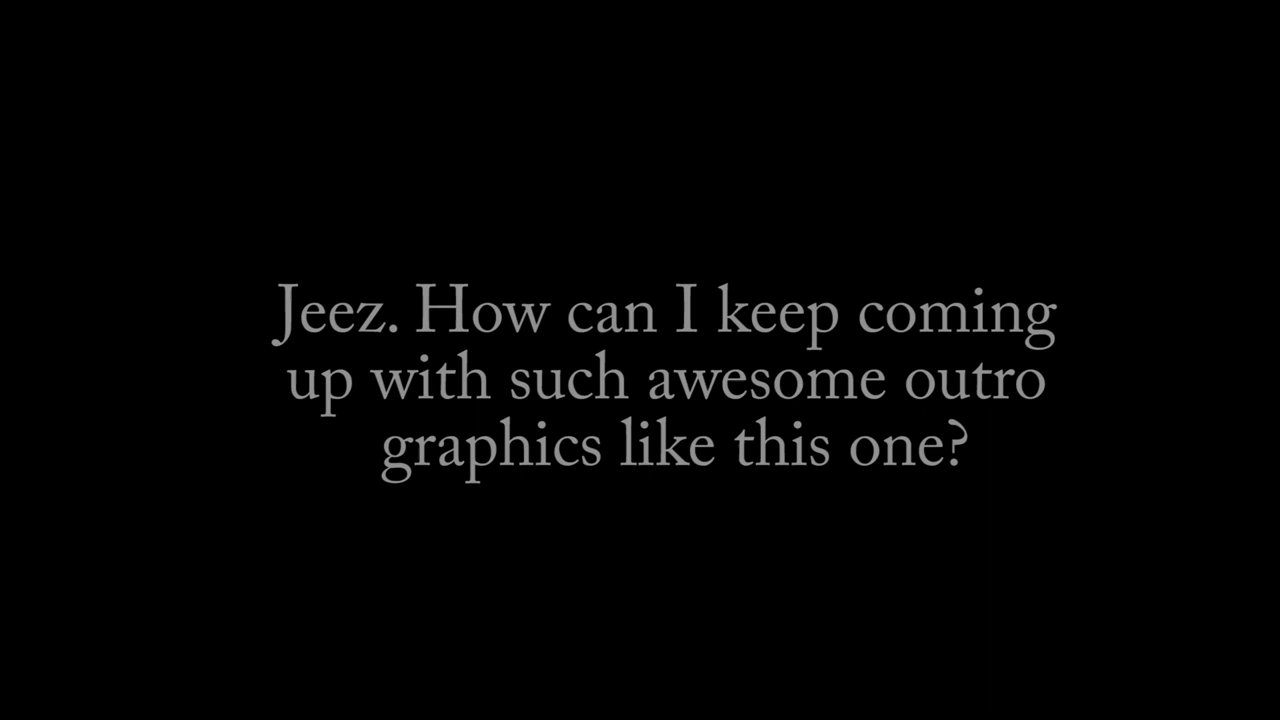 Jeez. How can I keep coming
up with such awesome outro
graphics like this one?